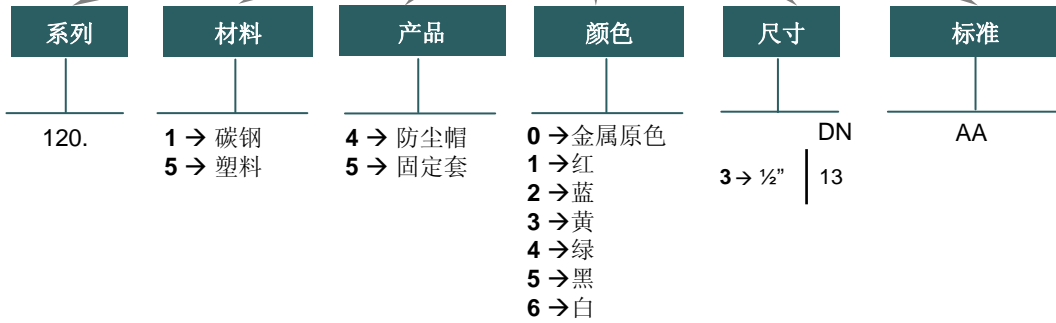 系列 材料 产品 颜色 尺寸 标准
120. 1 → 碳钢 4 → 防尘帽 0 →金属原色 DN AA
5 → 塑料 5 → 固定套 1 →红 3 → ½” 13
2 →蓝
3 →黄
4 →绿
5 →黑
6 →白